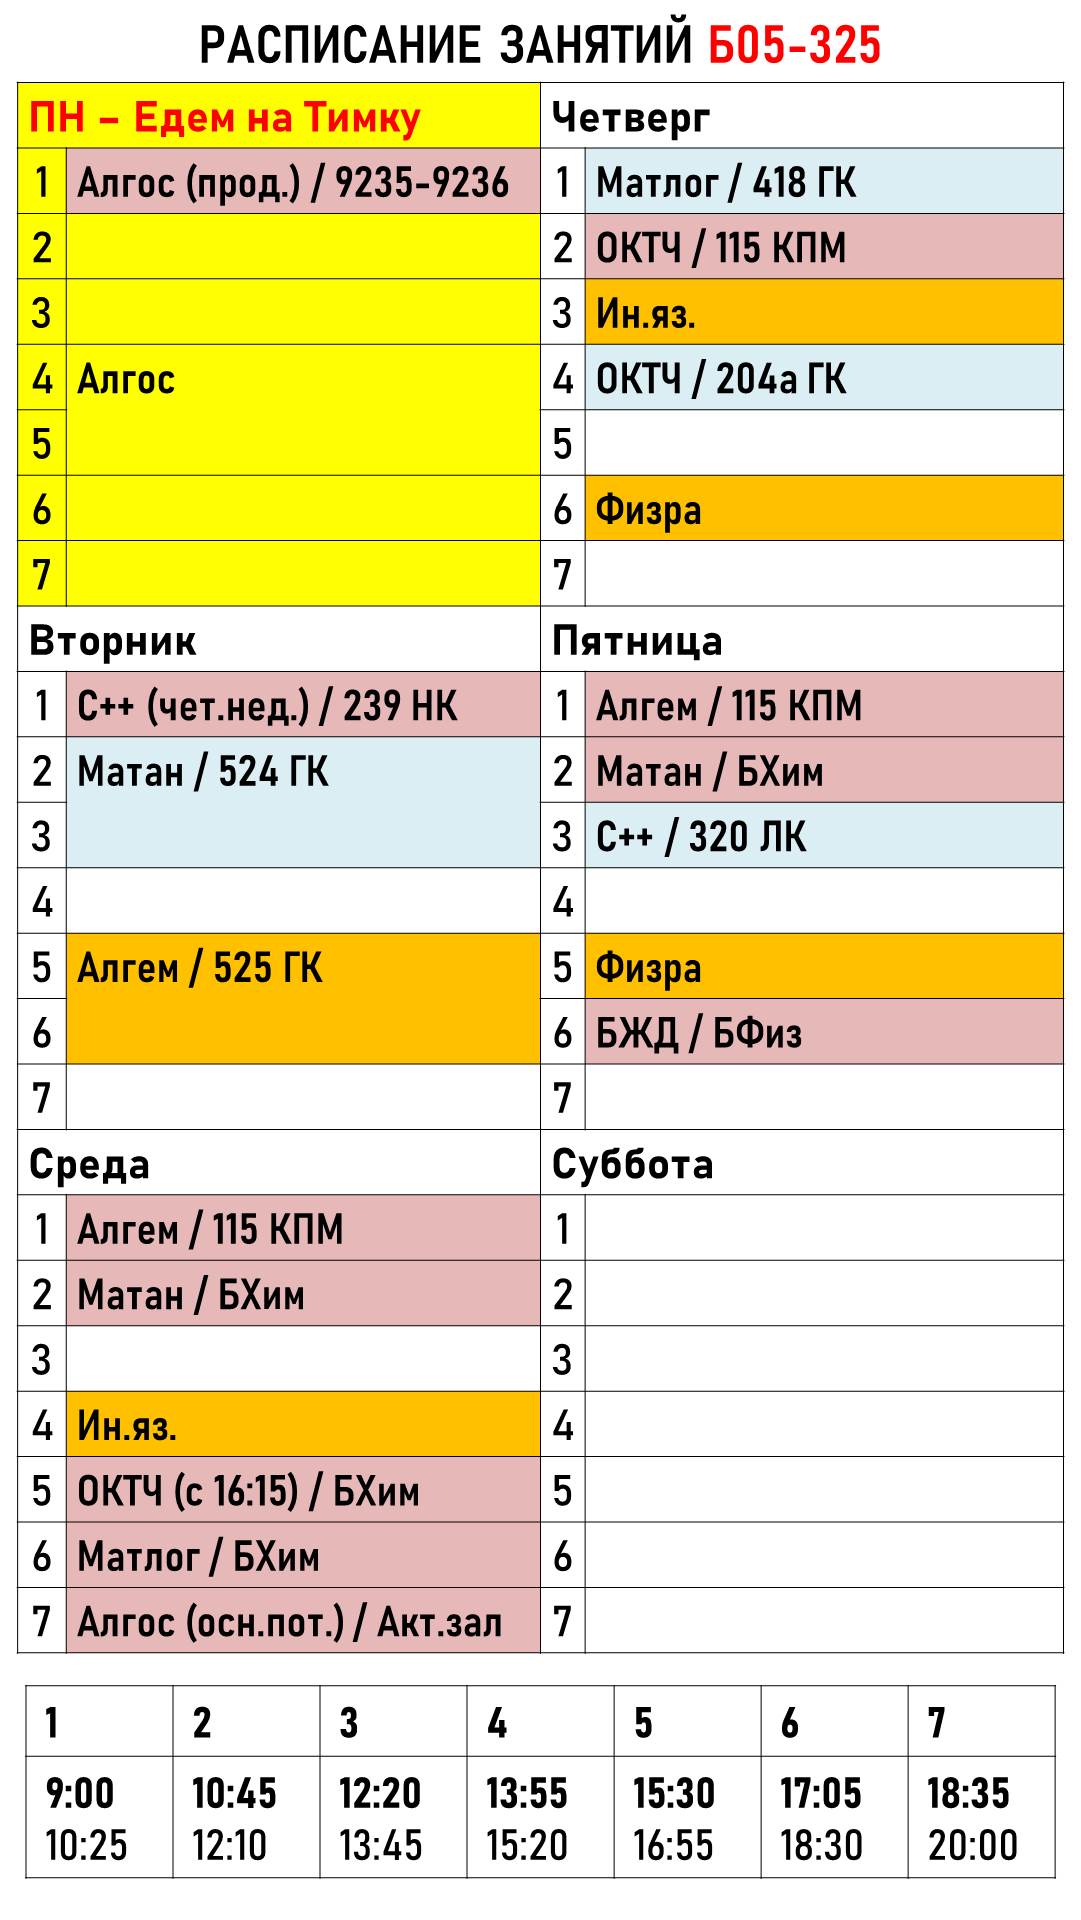 РАСПИСАНИЕ ЗАНЯТИЙ Б05-325
ПН – Едем на Тимку
1 Алгос (прод.) / 9235-9236
2
3
4 Алгос
5
6
7
Вторник
1 С++ (чет.нед.) / 239 НК
2 Матан / 524 ГК
3
4
5 Алгем / 525 ГК
6
7
Среда
1 Алгем / 115 КПМ
2 Матан / БХим
3
4 Ин.яз.
5 ОКТЧ (с 16:15) / БХим
6 Матлог / БХим
7 Алгос (осн.пот.) / Акт.зал
Четверг
1 Матлог / 418 ГК
2 ОКТЧ / 115 КПМ
3 Ин.яз.
4 ОКТЧ / 204а ГК
5
6 Физра
7
Пятница
1 Алгем / 115 КПМ
2 Матан / БХим
3 С++ / 320 ЛК
4
5 Физра
6 БЖД / БФиз
7
Суббота
1
2
3
4
5
6
7
1 2 3 4 5 6 7
9:00 10:45 12:20 13:55 15:30 17:05 18:35
10:25 12:10 13:45 15:20 16:55 18:30 20:00